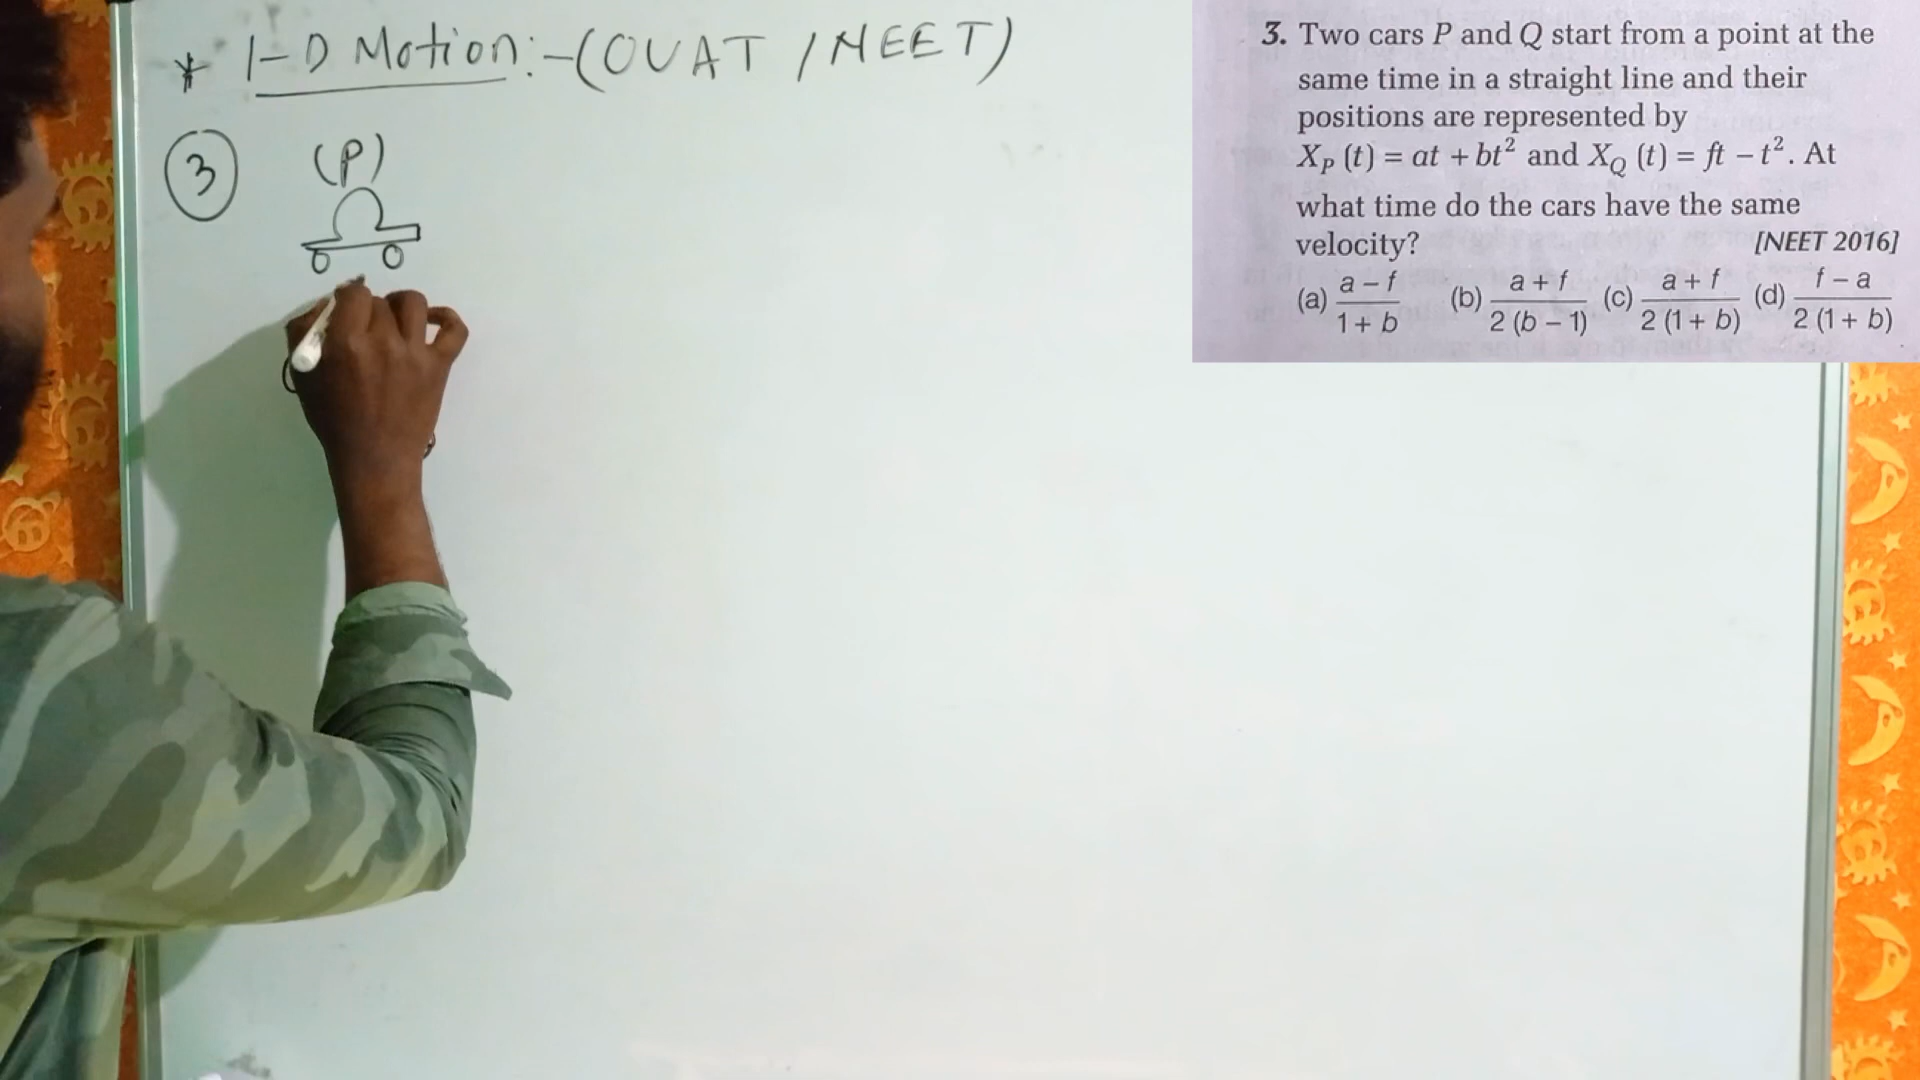 * 1-D Motion:-(OUAT / NEET)
3 (P)
3. Two cars P and Q start from a point at the
same time in a straight line and their
positions are represented by
X_P (t) = at + bt² and X_Q (t) = ft − t². At
what time do the cars have the same
velocity? [NEET 2016]
(a) a − f / 1 + b (b) a + f / 2 (b − 1) (c) a + f / 2 (1 + b) (d) f − a / 2 (1 + b)